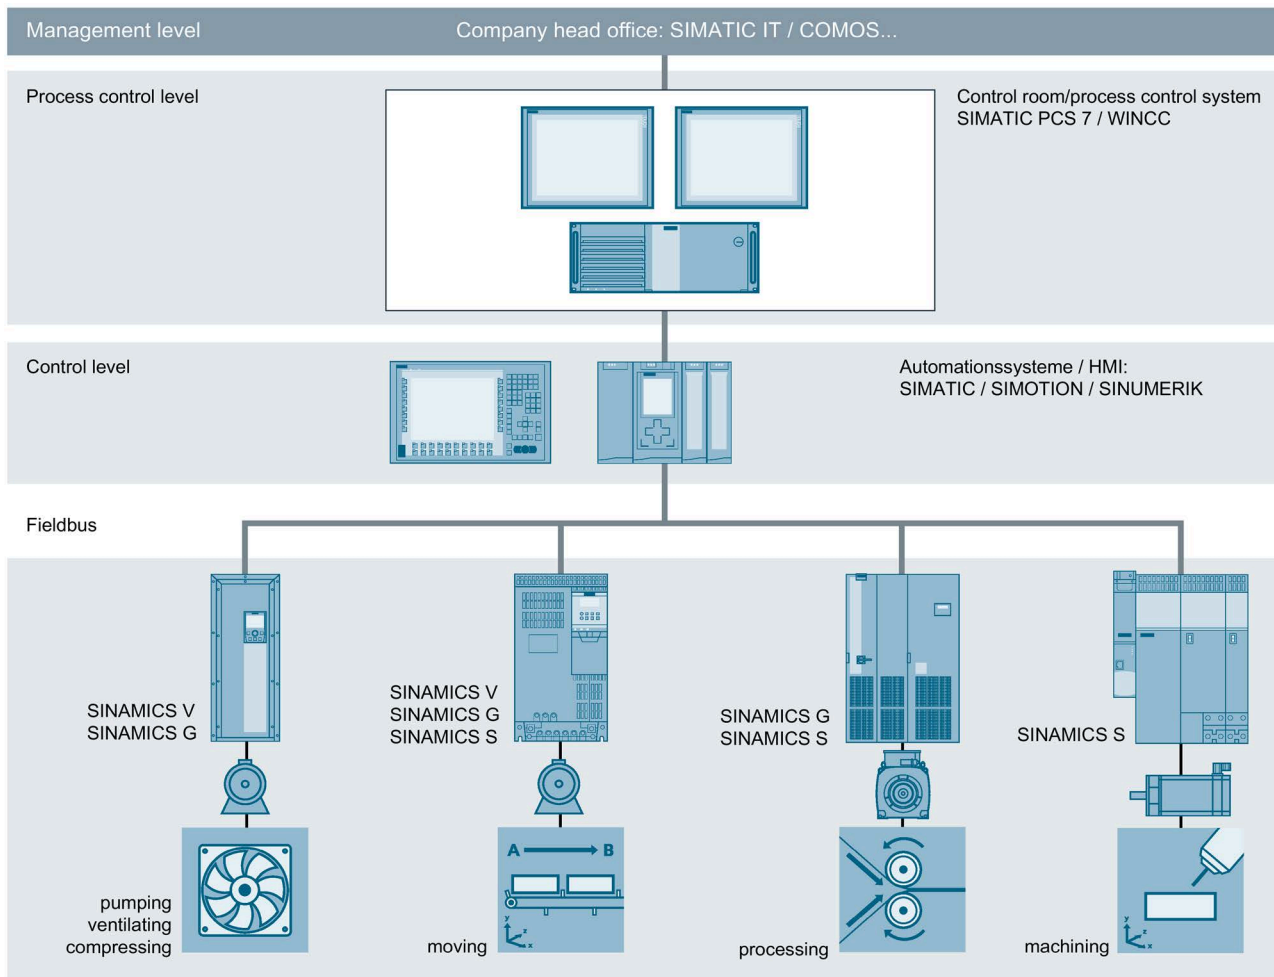 Management level
Company head office: SIMATIC IT / COMOS...
Process control level
Control room/process control system
SIMATIC PCS 7 / WINCC
Control level
Automationssysteme / HMI:
SIMATIC / SIMOTION / SINUMERIK
Fieldbus
SINAMICS V
SINAMICS G
SINAMICS V
SINAMICS G
SINAMICS S
SINAMICS G
SINAMICS S
SINAMICS S
pumping
ventilating
compressing
A B
y
z
x
moving
processing
y
z
x
machining